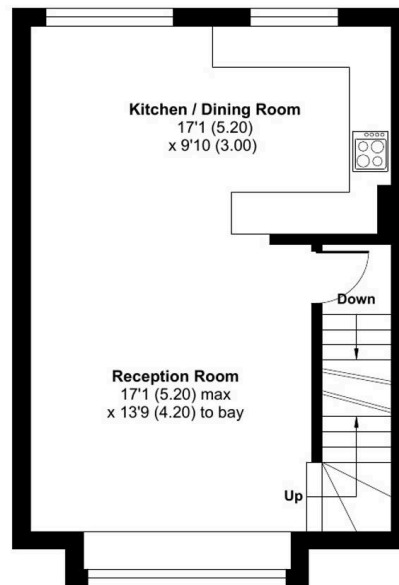 Kitchen / Dining Room
17'1 (5.20)
x 9'10 (3.00)
Down
Reception Room
17'1 (5.20) max
x 13'9 (4.20) to bay
Up